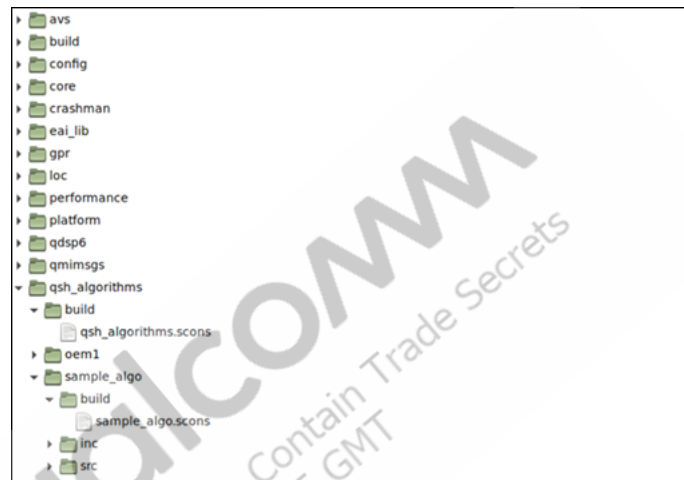 avs
build
config
core
crashman
eai_lib
gpr
loc
performance
platform
qdsp6
qmimsgs
qsh_algorithms
build
qsh_algorithms.scons
oem1
sample_algo
build
sample_algo.scons
inc
src
alcomm
Contain Trade Secrets
GMT